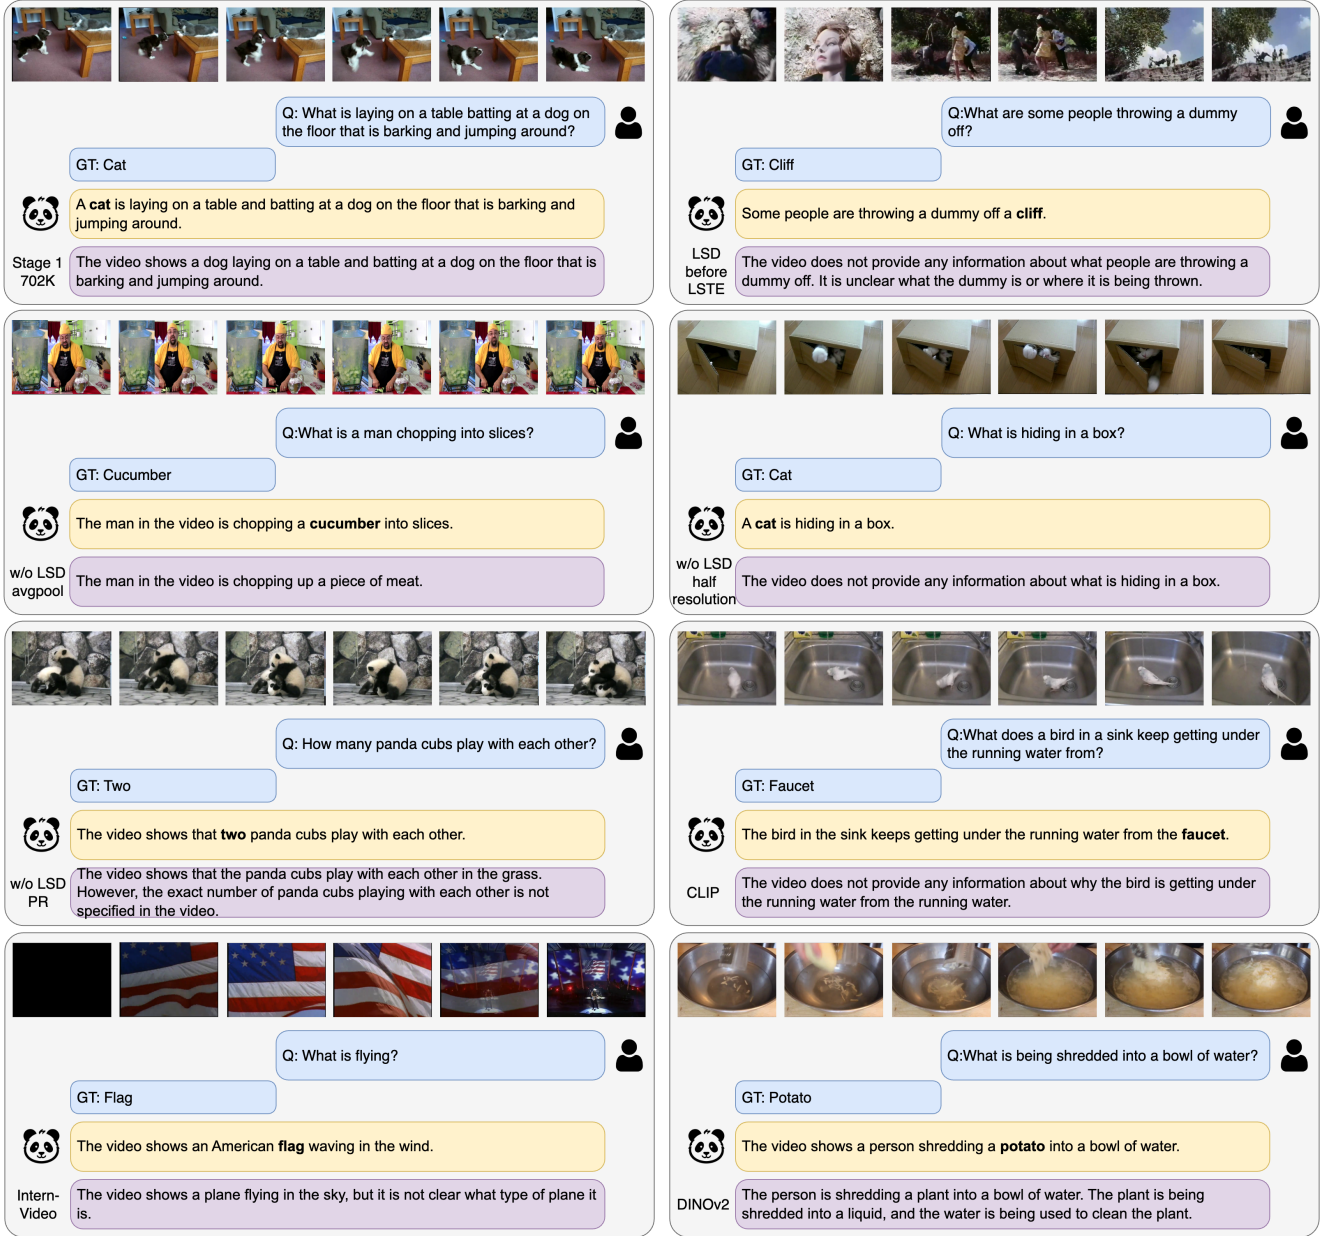 Q: What is laying on a table batting at a dog on
the floor that is barking and jumping around?
GT: Cat
A cat is laying on a table and batting at a dog on the floor that is barking and
jumping around.
Stage 1
702K
The video shows a dog laying on a table and batting at a dog on the floor that is
barking and jumping around.
Q:What are some people throwing a dummy
off?
GT: Cliff
Some people are throwing a dummy off a cliff.
LSD
before
LSTE
The video does not provide any information about what people are throwing a
dummy off. It is unclear what the dummy is or where it is being thrown.
Q:What is a man chopping into slices?
GT: Cucumber
The man in the video is chopping a cucumber into slices.
w/o LSD
avgpool
The man in the video is chopping up a piece of meat.
Q: What is hiding in a box?
GT: Cat
A cat is hiding in a box.
w/o LSD
half
resolution
The video does not provide any information about what is hiding in a box.
Q: How many panda cubs play with each other?
GT: Two
The video shows that two panda cubs play with each other.
w/o LSD
PR
The video shows that the panda cubs play with each other in the grass.
However, the exact number of panda cubs playing with each other is not
specified in the video.
Q:What does a bird in a sink keep getting under
the running water from?
GT: Faucet
The bird in the sink keeps getting under the running water from the faucet.
CLIP
The video does not provide any information about why the bird is getting under
the running water from the running water.
Q: What is flying?
GT: Flag
The video shows an American flag waving in the wind.
Intern-
Video
The video shows a plane flying in the sky, but it is not clear what type of plane it
is.
Q:What is being shredded into a bowl of water?
GT: Potato
The video shows a person shredding a potato into a bowl of water.
DINOv2
The person is shredding a plant into a bowl of water. The plant is being
shredded into a liquid, and the water is being used to clean the plant.